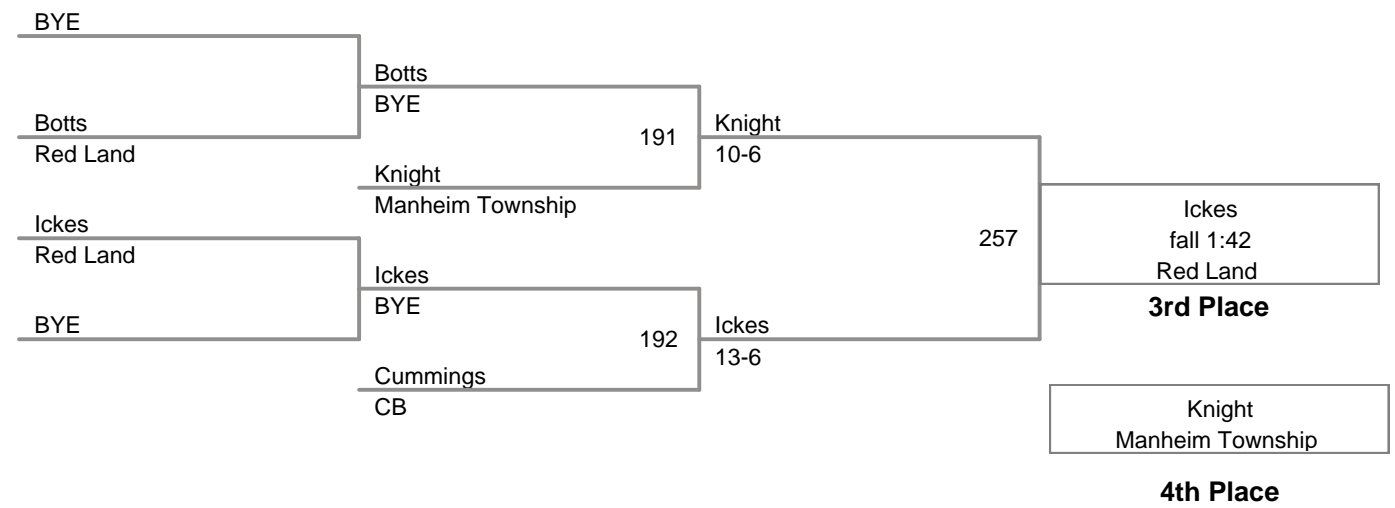 BYE
Botts
BYE
Botts
Red Land
191
Knight
10-6
Knight
Manheim Township
Ickes
Red Land
257
Ickes
fall 1:42
Red Land
3rd Place
Ickes
BYE
BYE
192
Ickes
13-6
Cummings
CB
Knight
Manheim Township
4th Place